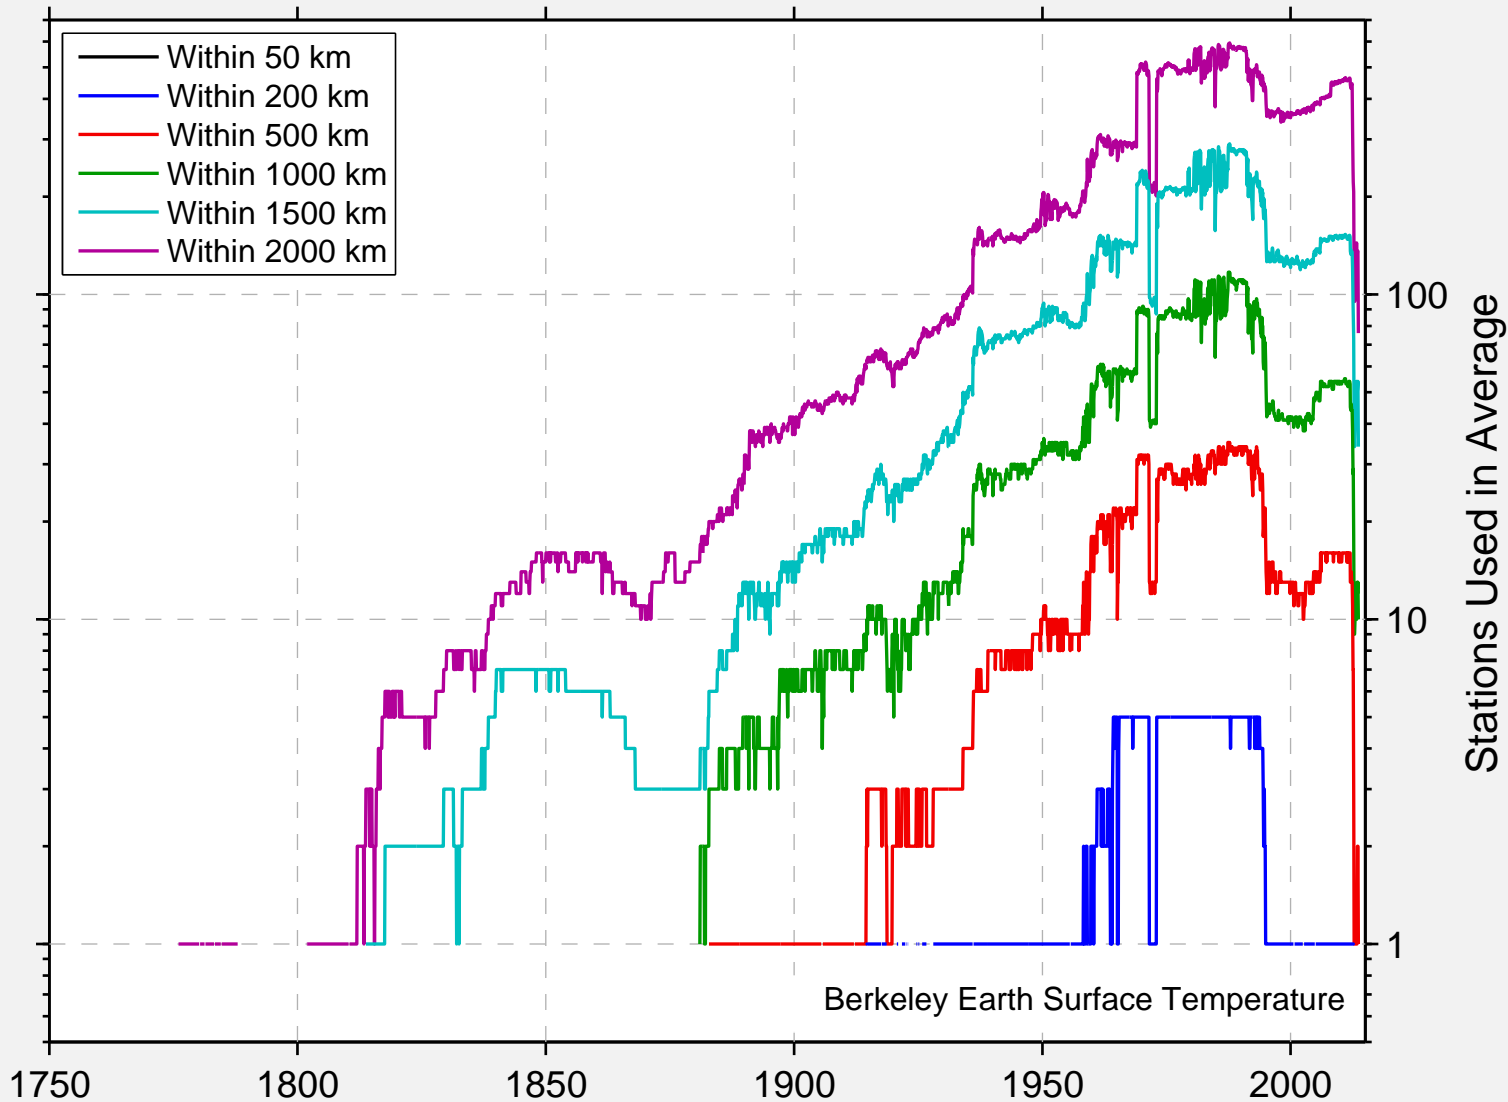 Within 50 km
Within 200 km
Within 500 km
Within 1000 km
Within 1500 km
Within 2000 km
100
10
1
Stations Used in Average
Berkeley Earth Surface Temperature
1750
1800
1850
1900
1950
2000